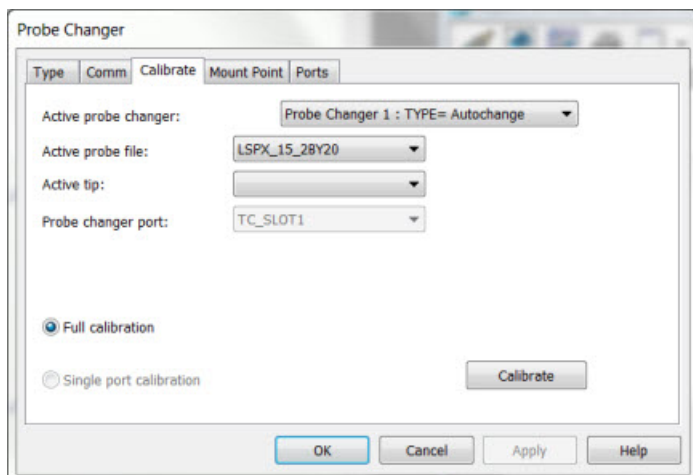 Probe Changer
Type Comm Calibrate Mount Point Ports
Active probe changer: Probe Changer 1 : TYPE= Autochange
Active probe file: LSPX_15_2BY20
Active tip:
Probe changer port: TC_SLOT1
Full calibration
Single port calibration Calibrate
OK Cancel Apply Help